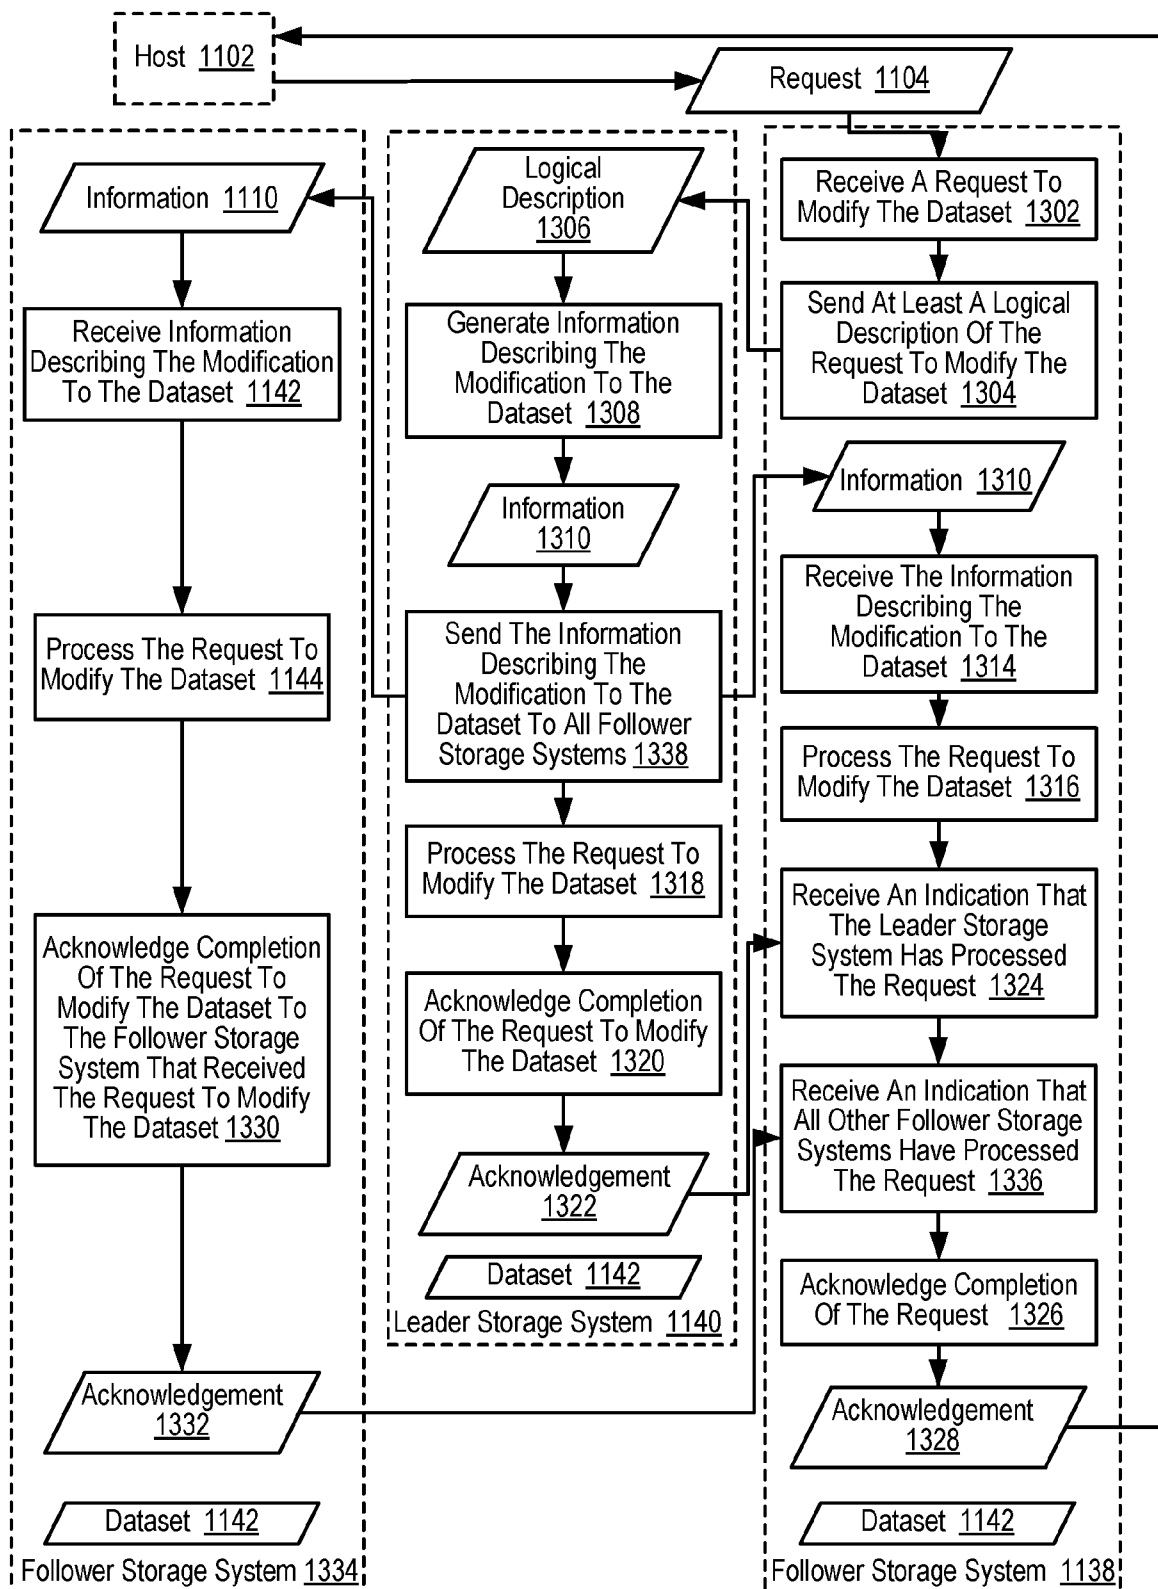 Host 1102
Request 1104
Information 1110
Receive Information
Describing The Modification
To The Dataset 1142
Process The Request To
Modify The Dataset 1144
Acknowledge Completion
Of The Request To
Modify The Dataset To
The Follower Storage
System That Received
The Request To Modify
The Dataset 1330
Acknowledgement
1332
Dataset 1142
Follower Storage System 1334
Logical
Description
1306
Generate Information
Describing The
Modification To The
Dataset 1308
Information
1310
Send The Information
Describing The
Modification To The
Dataset To All Follower
Storage Systems 1338
Process The Request To
Modify The Dataset 1318
Acknowledge Completion
Of The Request To Modify
The Dataset 1320
Acknowledgement
1322
Dataset 1142
Leader Storage System 1140
Receive A Request To
Modify The Dataset 1302
Send At Least A Logical
Description Of The
Request To Modify The
Dataset 1304
Information 1310
Receive The Information
Describing The
Modification To The
Dataset 1314
Process The Request To
Modify The Dataset 1316
Receive An Indication That
The Leader Storage
System Has Processed
The Request 1324
Receive An Indication That
All Other Follower Storage
Systems Have Processed
The Request 1336
Acknowledge Completion
Of The Request 1326
Acknowledgement
1328
Dataset 1142
Follower Storage System 1138